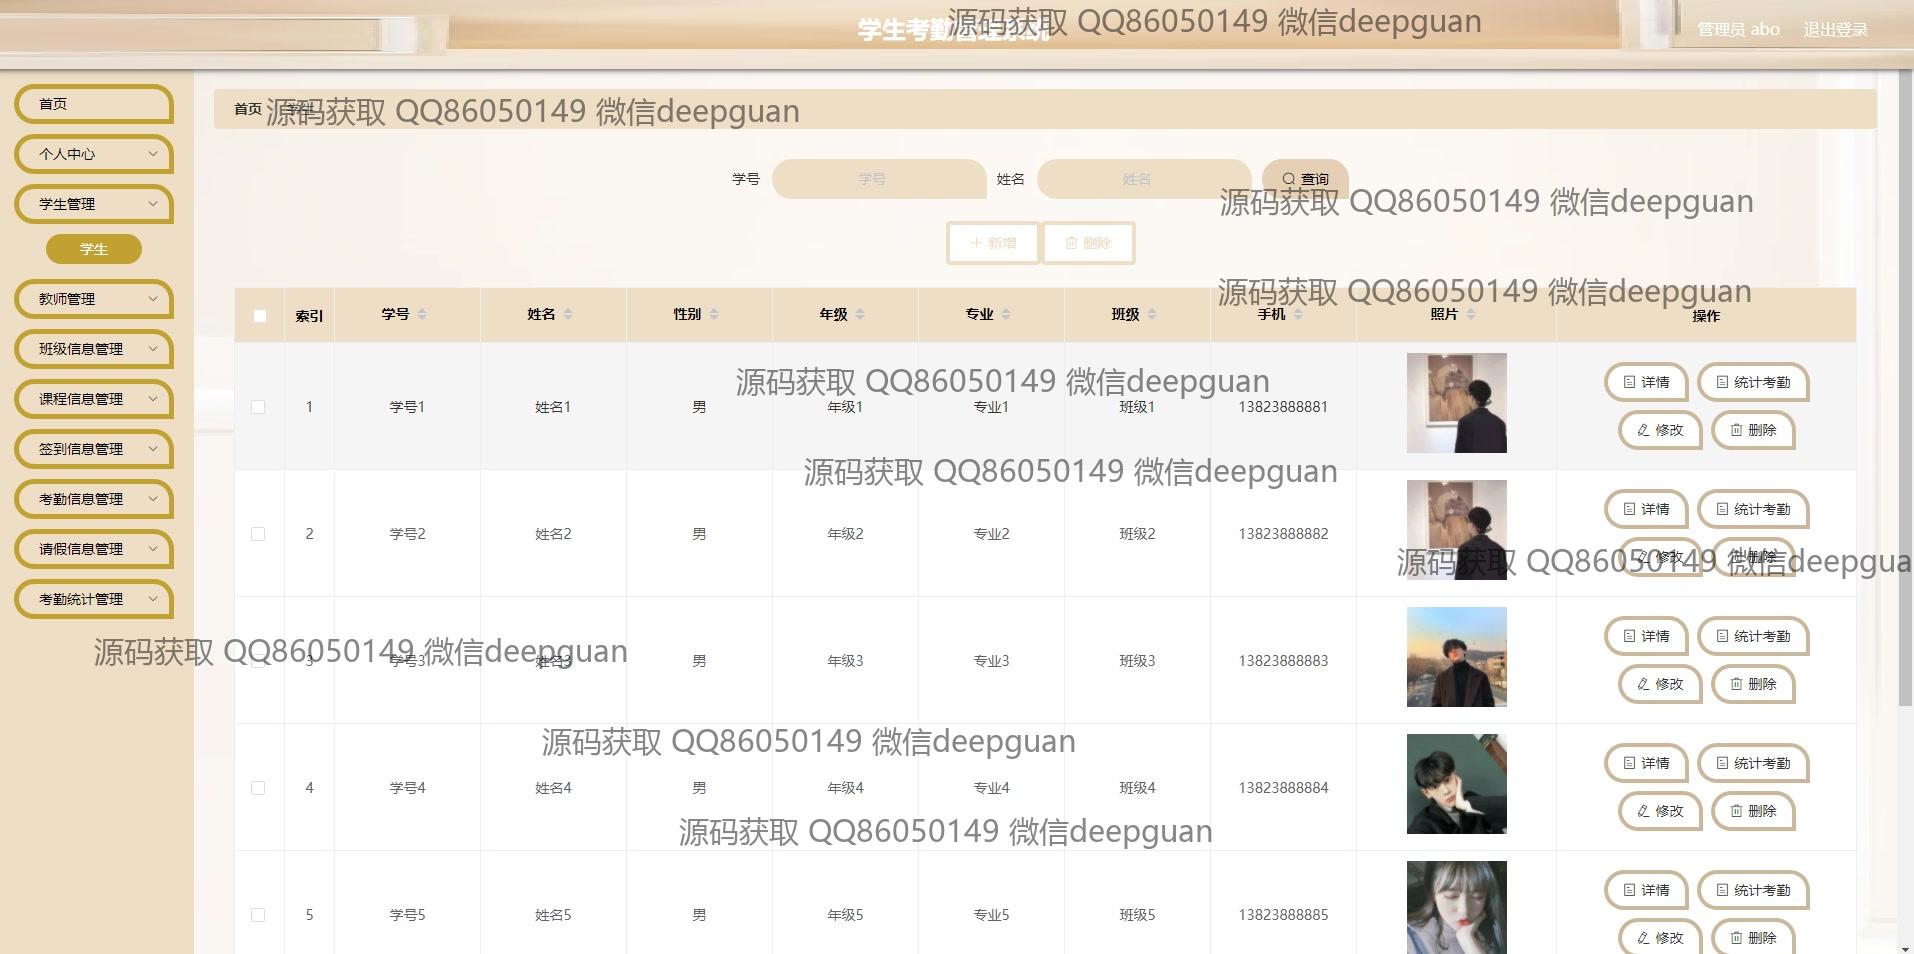 学生考勤管理系统
源码获取 QQ86050149 微信deepguan
管理员 abo 退出登录
首页
个人中心
学生管理
学生
教师管理
班级信息管理
课程信息管理
签到信息管理
考勤信息管理
请假信息管理
考勤统计管理
首页 学生
源码获取 QQ86050149 微信deepguan
学号 学号 姓名 姓名 查询
源码获取 QQ86050149 微信deepguan
新增 删除
源码获取 QQ86050149 微信deepguan
索引 学号 姓名 性别 年级 专业 班级 手机 照片 操作
源码获取 QQ86050149 微信deepguan
1 学号1 姓名1 男 年级1 专业1 班级1 13823888881 详情 统计考勤
修改 删除
源码获取 QQ86050149 微信deepguan
2 学号2 姓名2 男 年级2 专业2 班级2 13823888882 详情 统计考勤
修改 删除
源码获取 QQ86050149 微信deepgua
源码获取 QQ86050149 微信deepguan
3 学号3 姓名3 男 年级3 专业3 班级3 13823888883 详情 统计考勤
修改 删除
源码获取 QQ86050149 微信deepguan
4 学号4 姓名4 男 年级4 专业4 班级4 13823888884 详情 统计考勤
修改 删除
源码获取 QQ86050149 微信deepguan
5 学号5 姓名5 男 年级5 专业5 班级5 13823888885 详情 统计考勤
修改 删除